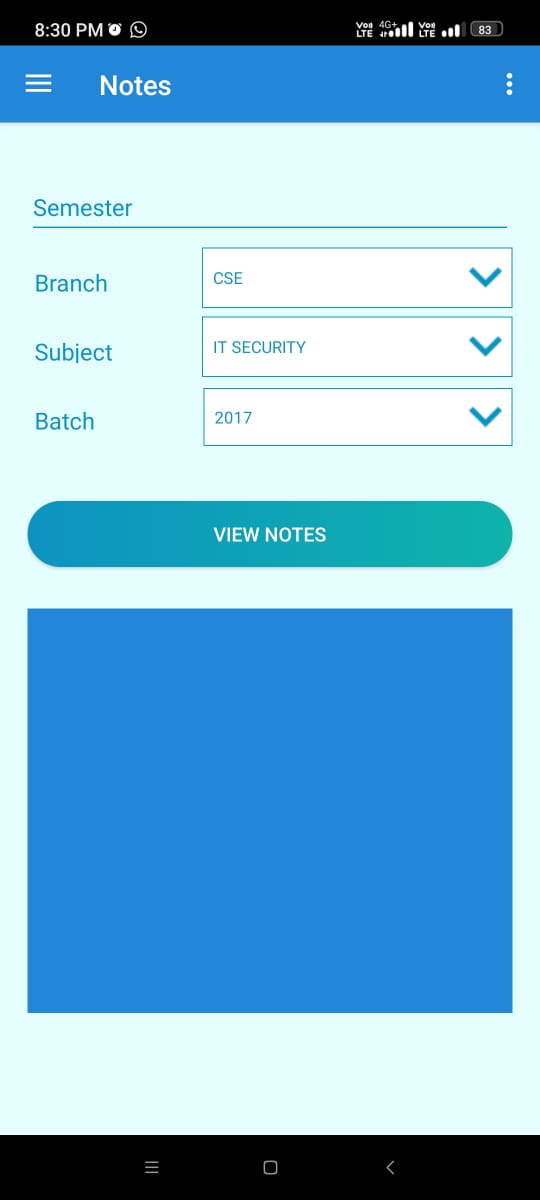 8:30 PM
Vo) LTE 4G+ Vo) LTE 83
Notes
Semester
Branch CSE
Subject IT SECURITY
Batch 2017
VIEW NOTES